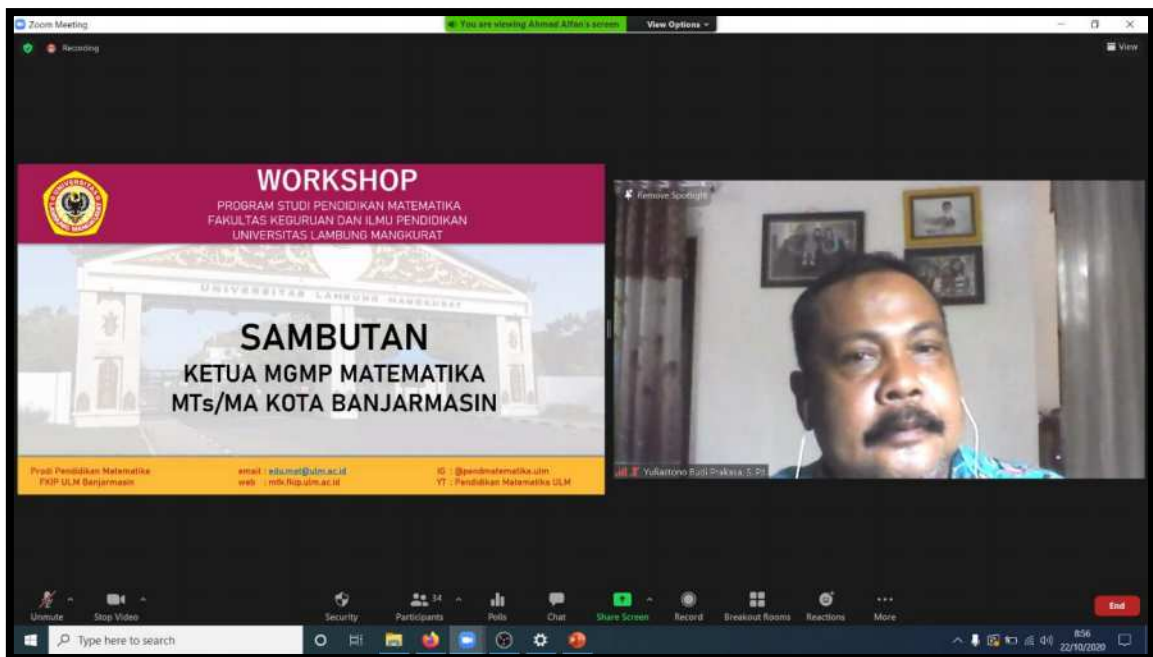 Zoom Meeting
You are viewing Ahmad Alfan's screen
View Options
Recording
View
WORKSHOP
PROGRAM STUDI PENDIDIKAN MATEMATIKA
FAKULTAS KEGURUAN DAN ILMU PENDIDIKAN
UNIVERSITAS LAMBUNG MANGKURAT
UNIVERSITAS LAMBUNG MANGKURAT
SAMBUTAN
KETUA MGMP MATEMATIKA
MTs/MA KOTA BANJARMASIN
Prodi Pendidikan Matematika
FKIP ULM Banjarmasin
email : edu.mat@ulm.ac.id
web : mtk.fkip.ulm.ac.id
IG : @pendmatematika.ulm
YT : Pendidikan Matematika ULM
Remove Spotlight
Yuliartono Budi Prakasa, S. Pd
Unmute
Stop Video
Security
Participants
34
Polls
Chat
Share Screen
Record
Breakout Rooms
Reactions
More
End
Type here to search
8:56
22/10/2020